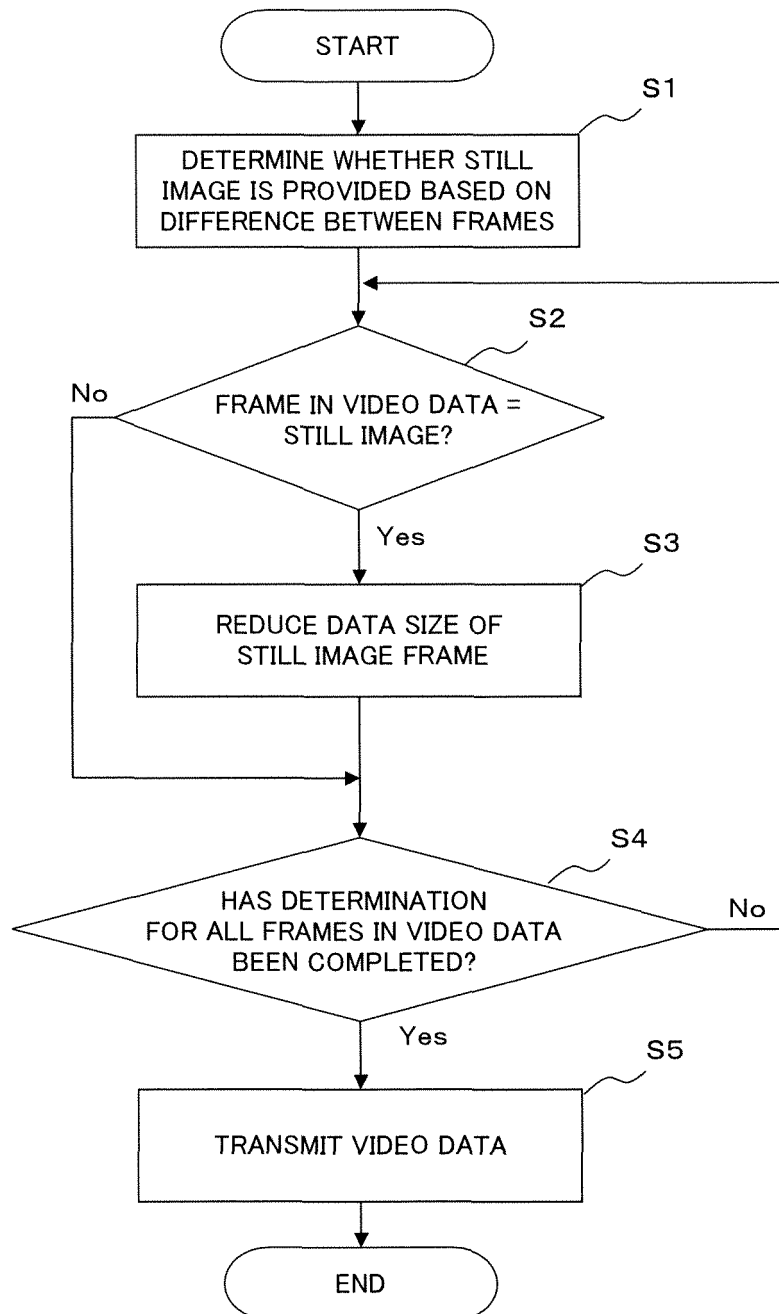 START
S1
DETERMINE WHETHER STILL
IMAGE IS PROVIDED BASED ON
DIFFERENCE BETWEEN FRAMES
S2
No
FRAME IN VIDEO DATA =
STILL IMAGE?
Yes
S3
REDUCE DATA SIZE OF
STILL IMAGE FRAME
S4
HAS DETERMINATION
FOR ALL FRAMES IN VIDEO DATA
BEEN COMPLETED?
No
Yes
S5
TRANSMIT VIDEO DATA
END